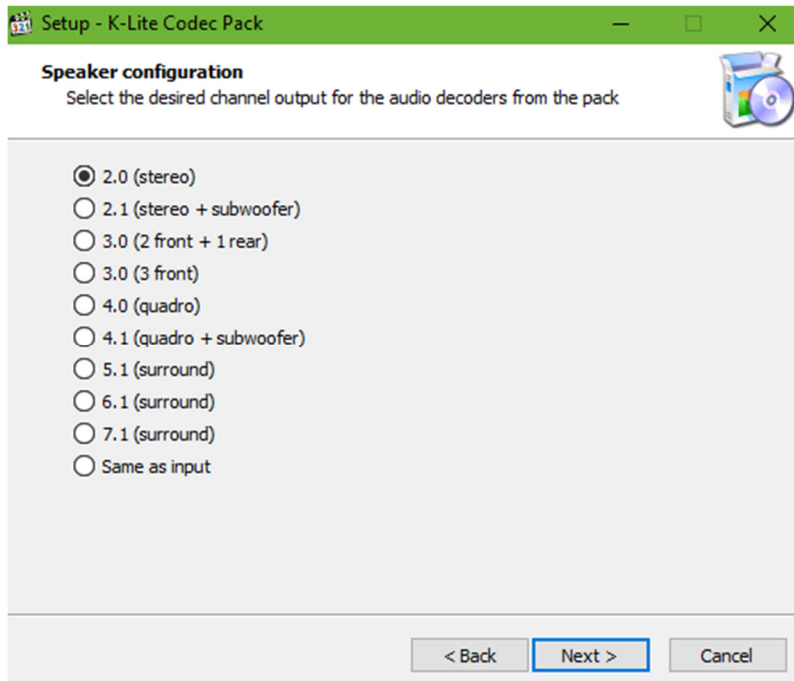 Setup - K-Lite Codec Pack
Speaker configuration
Select the desired channel output for the audio decoders from the pack
2.0 (stereo)
2.1 (stereo + subwoofer)
3.0 (2 front + 1 rear)
3.0 (3 front)
4.0 (quadro)
4.1 (quadro + subwoofer)
5.1 (surround)
6.1 (surround)
7.1 (surround)
Same as input
< Back
Next >
Cancel